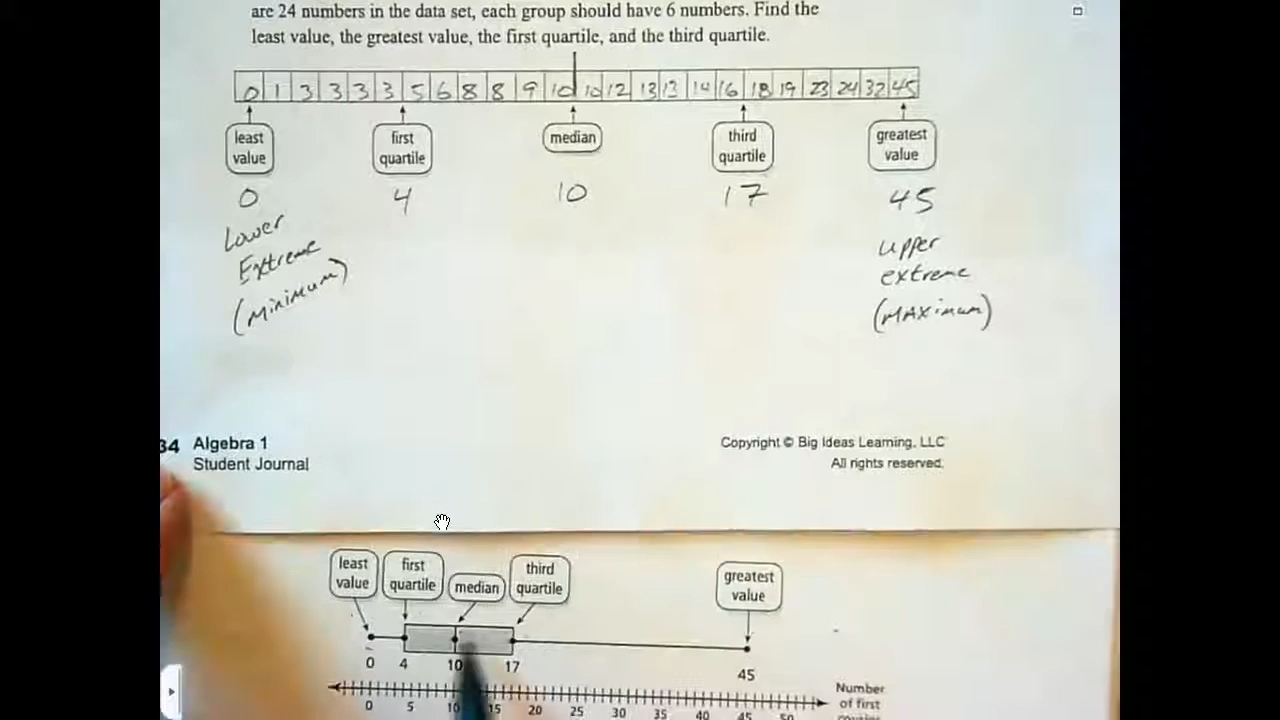 are 24 numbers in the data set, each group should have 6 numbers. Find the
least value, the greatest value, the first quartile, and the third quartile.
0 1 3 3 3 3 5 6 8 8 9 10 10 12 13 13 14 16 18 19 23 24 32 45
least value
first quartile
median
third quartile
greatest value
0 4 10 17 45
Lower
Extreme
(Minimum)
upper
extreme
(MAXimum)
34 Algebra 1
Student Journal
Copyright © Big Ideas Learning, LLC
All rights reserved.
least value
first quartile
median
third quartile
greatest value
0 4 10 17 45
0 5 10 15 20 25 30 35 40 45 50
Number
of first
cousins